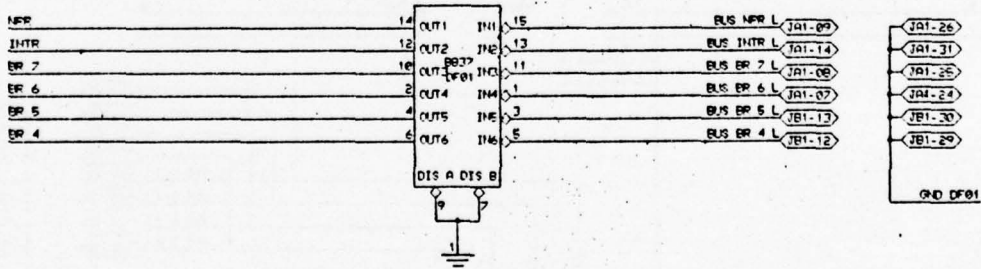 NPR 14 OUT1 IN1 15 BUS NPR L JA1-09 JA1-26
INTR 12 OUT2 IN2 13 BUS INTR L JA1-14 JA1-31
BR 7 10 OUT3 IN3 11 BUS BR 7 L JA1-08 JA1-25
8837
DF01
BR 6 2 OUT4 IN4 1 BUS BR 6 L JA1-07 JA4-24
BR 5 4 OUT5 IN5 3 BUS BR 5 L JB1-13 JB1-30
BR 4 6 OUT6 IN6 5 BUS BR 4 L JB1-12 JB1-29
DIS A DIS B
9 7
GND DF01
1